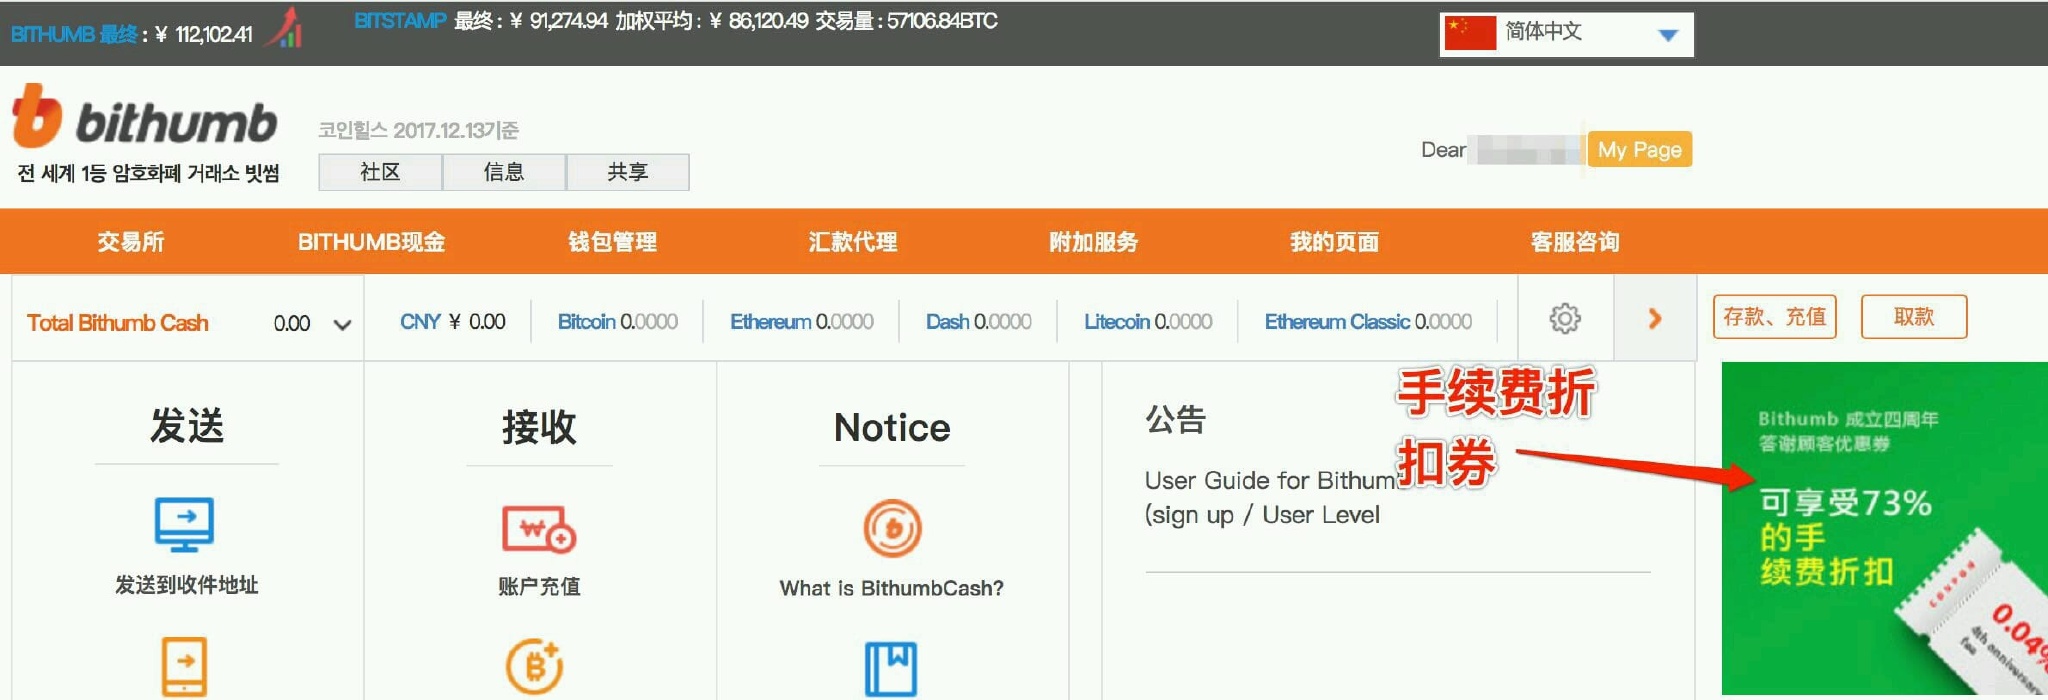 BITHUMB 最终 : ¥ 112,102.41
BITSTAMP 最终 : ¥ 91,274.94 加权平均 : ¥ 86,120.49 交易量 : 57106.84BTC
简体中文
bithumb
전 세계 1등 암호화폐 거래소 빗썸
코인힐스 2017.12.13기준
社区
信息
共享
Dear
My Page
交易所
BITHUMB现金
钱包管理
汇款代理
附加服务
我的页面
客服咨询
Total Bithumb Cash 0.00
CNY ¥ 0.00
Bitcoin 0.0000
Ethereum 0.0000
Dash 0.0000
Litecoin 0.0000
Ethereum Classic 0.0000
存款、充值
取款
发送
发送到收件地址
接收
账户充值
Notice
What is BithumbCash?
公告
User Guide for Bithum
(sign up / User Level
手续费折
扣券
Bithumb 成立四周年
答谢顾客优惠券
可享受73%
的手
续费折扣
COUPON
0.04%
4th anniversary
fee